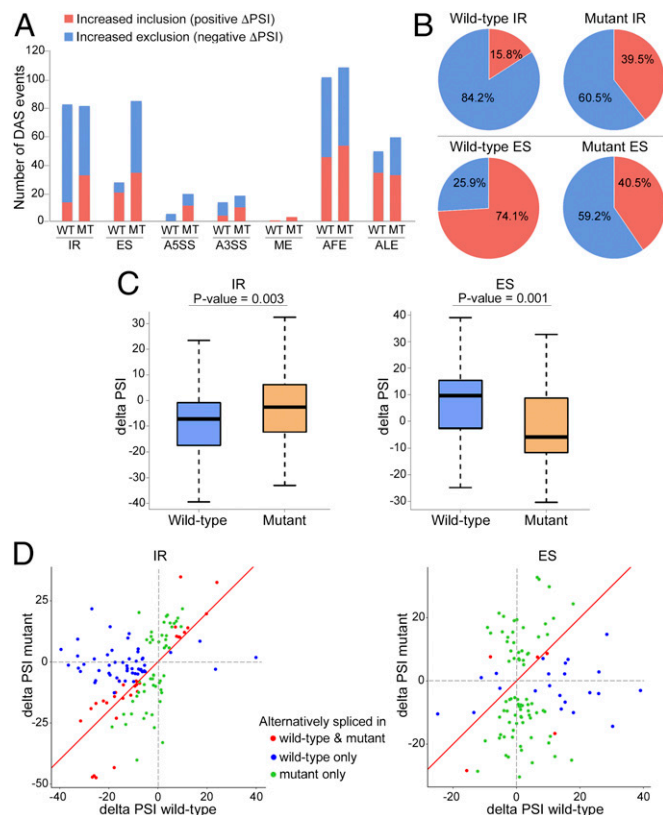 A
Increased inclusion (positive ΔPSI)
Increased exclusion (negative ΔPSI)
Number of DAS events
120
100
80
60
40
20
0
WT MT WT MT WT MT WT MT WT MT WT MT WT MT
IR ES A5SS A3SS ME AFE ALE
B
Wild-type IR
15.8%
84.2%
Mutant IR
39.5%
60.5%
Wild-type ES
25.9%
74.1%
Mutant ES
40.5%
59.2%
C
IR
P-value = 0.003
delta PSI
30
20
10
0
-10
-20
-30
-40
Wild-type Mutant
ES
P-value = 0.001
delta PSI
40
30
20
10
0
-10
-20
-30
Wild-type Mutant
D
IR
delta PSI mutant
25
0
-25
-50
-40 -20 0 20 40
delta PSI wild-type
Alternatively spliced in
wild-type & mutant
wild-type only
mutant only
ES
delta PSI mutant
20
0
-20
-20 0 20 40
delta PSI wild-type